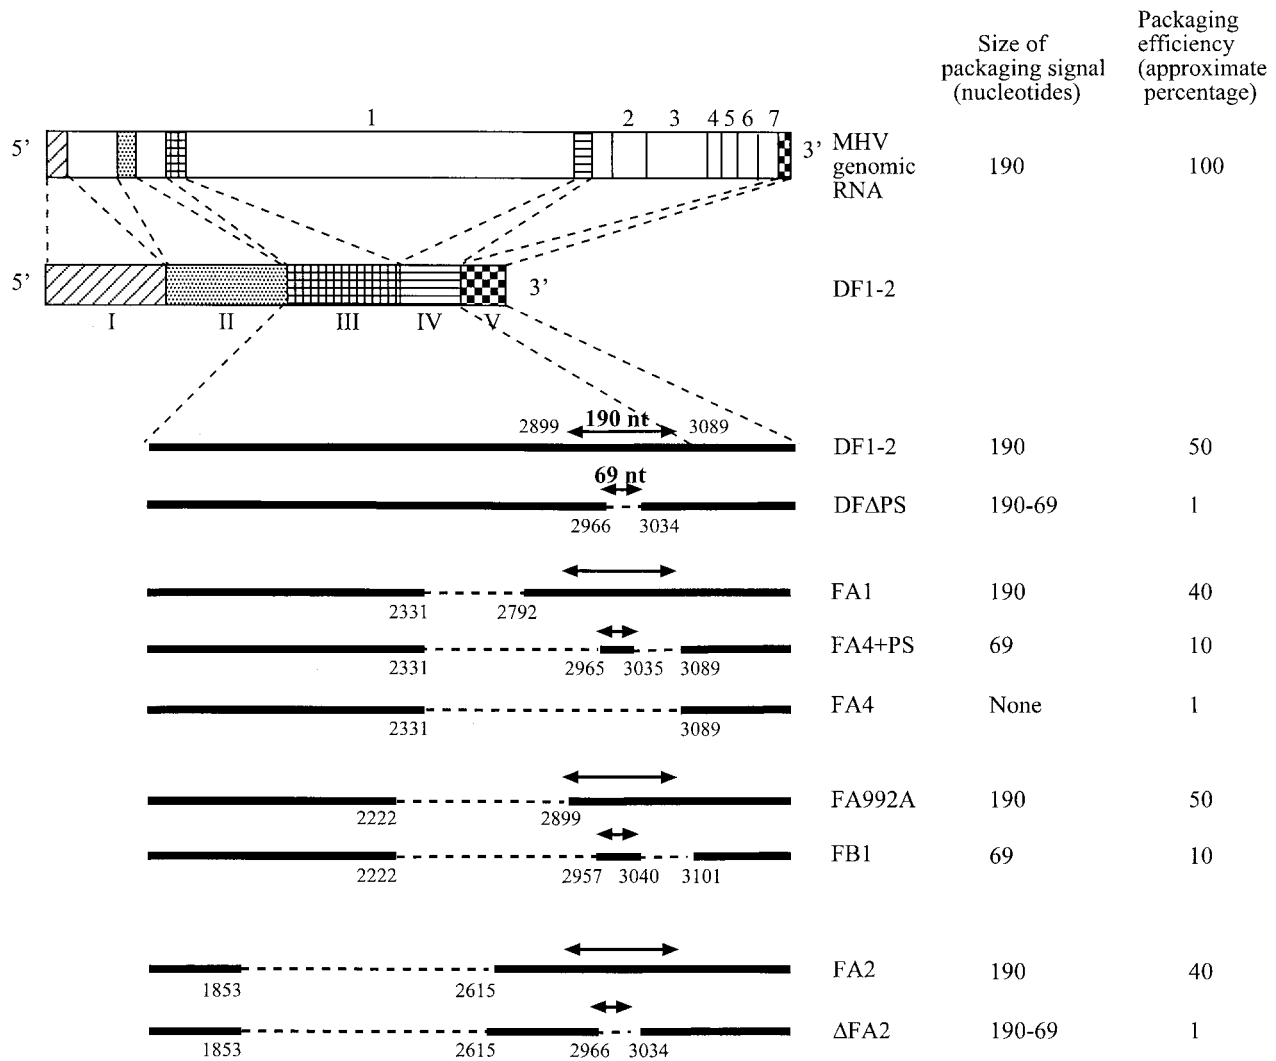 Size of
packaging signal
(nucleotides)
Packaging
efficiency
(approximate
percentage)
1 2 3 4 5 6 7
5’ 3’ MHV
genomic
RNA
190 100
5’ 3’ DF1-2
I II III IV V
2899 190 nt 3089
DF1-2 190 50
69 nt
DFΔPS 190-69 1
2966 3034
FA1 190 40
2331 2792
FA4+PS 69 10
2331 2965 3035 3089
FA4 None 1
2331 3089
FA992A 190 50
2222 2899
FB1 69 10
2222 2957 3040 3101
FA2 190 40
1853 2615
ΔFA2 190-69 1
1853 2615 2966 3034